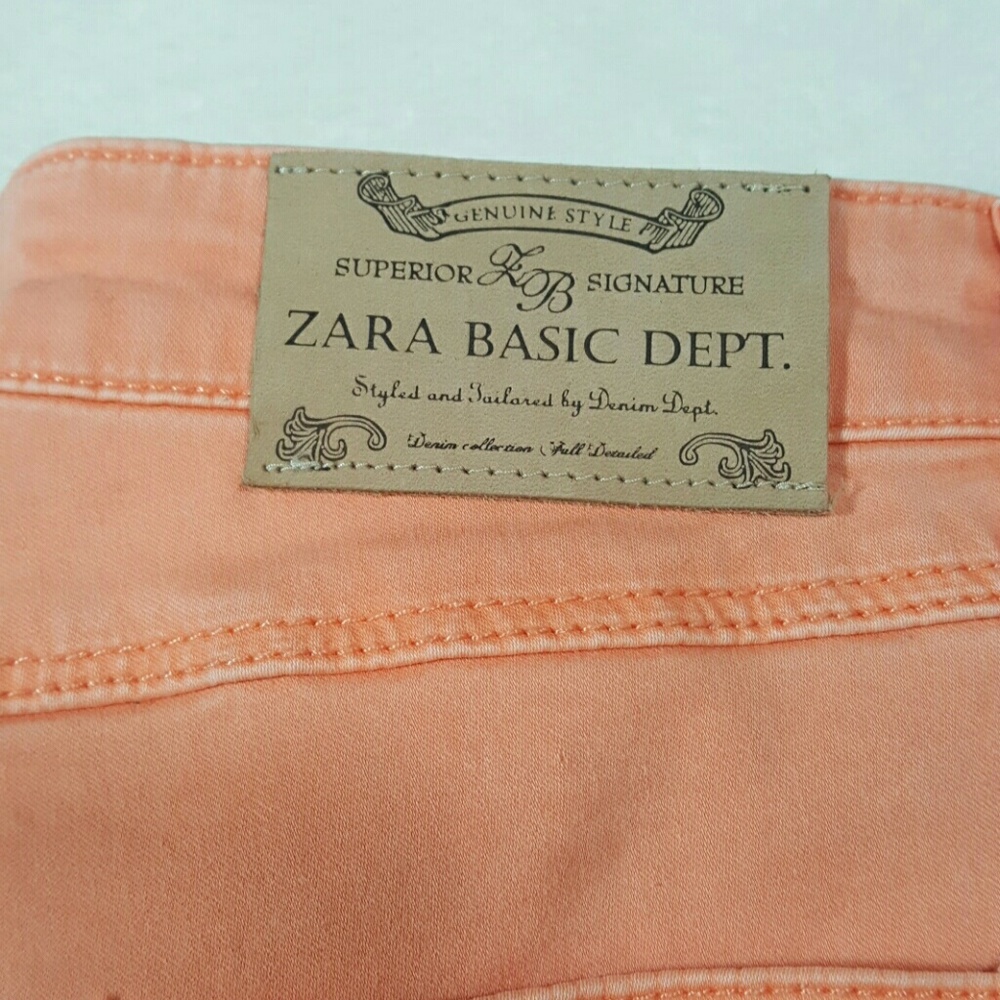 GENUINE STYLE
SUPERIOR ZB SIGNATURE
ZARA BASIC DEPT.
Styled and Tailored by Denim Dept.
Denim collection Full Detailed